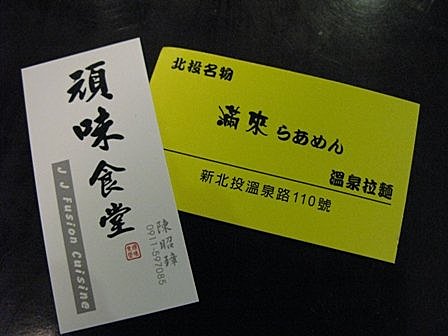 頑味食堂
J J Fusion Cuisine
陳昭瑋
0911-597085
北投名物
滿來らあめん
溫泉拉麵
新北投溫泉路110號